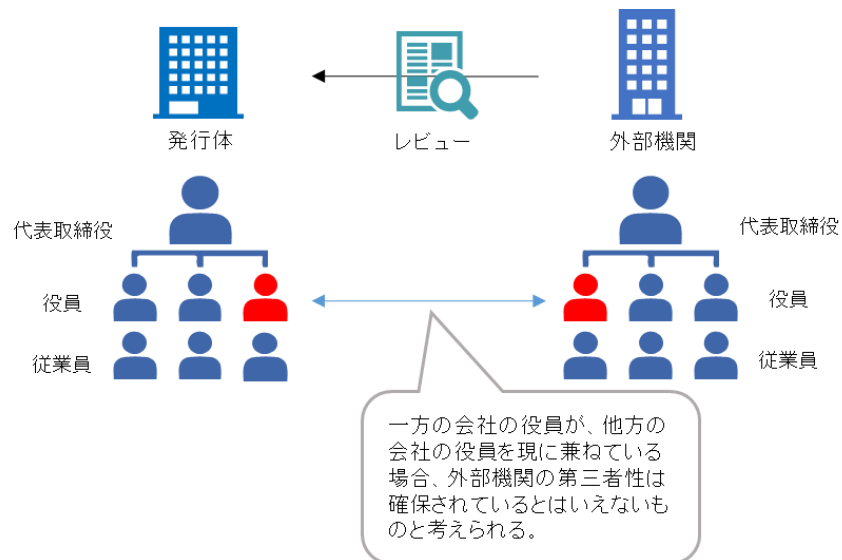 発行体
レビュー
外部機関
代表取締役
代表取締役
役員
役員
従業員
従業員
一方の会社の役員が、他方の
会社の役員を現に兼ねている
場合、外部機関の第三者性は
確保されているとはいえないも
のと考えられる。